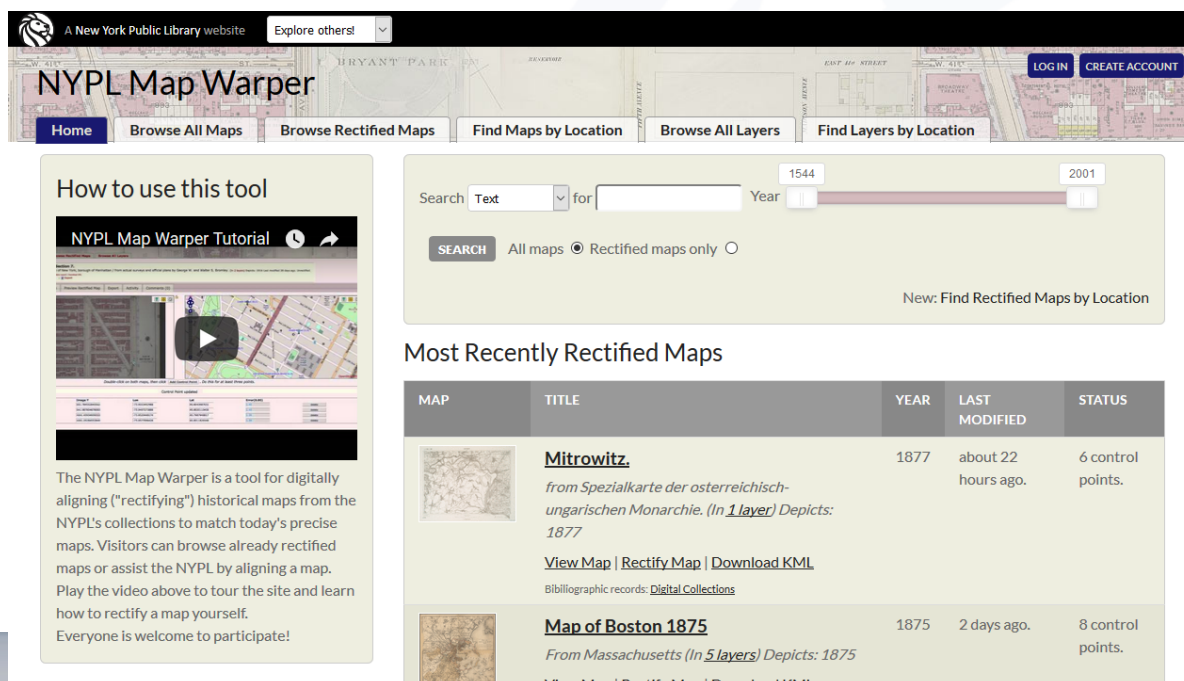 A New York Public Library website
Explore others!
BRYANT PARK
NYPL Map Warper
LOG IN
CREATE ACCOUNT
Home
Browse All Maps
Browse Rectified Maps
Find Maps by Location
Browse All Layers
Find Layers by Location
How to use this tool
NYPL Map Warper Tutorial
The NYPL Map Warper is a tool for digitally
aligning ("rectifying") historical maps from the
NYPL's collections to match today's precise
maps. Visitors can browse already rectified
maps or assist the NYPL by aligning a map.
Play the video above to tour the site and learn
how to rectify a map yourself.
Everyone is welcome to participate!
1544
2001
Search Text for Year
SEARCH All maps Rectified maps only
New: Find Rectified Maps by Location
Most Recently Rectified Maps
MAP TITLE YEAR LAST STATUS
MODIFIED
Mitrowitz. 1877 about 22 6 control
from Spezialkarte der osterreichisch- hours ago. points.
ungarischen Monarchie. (In 1 layer) Depicts:
1877
View Map | Rectify Map | Download KML
Bibiliographic records: Digital Collections
Map of Boston 1875 1875 2 days ago. 8 control
From Massachusetts (In 5 layers) Depicts: 1875 points.